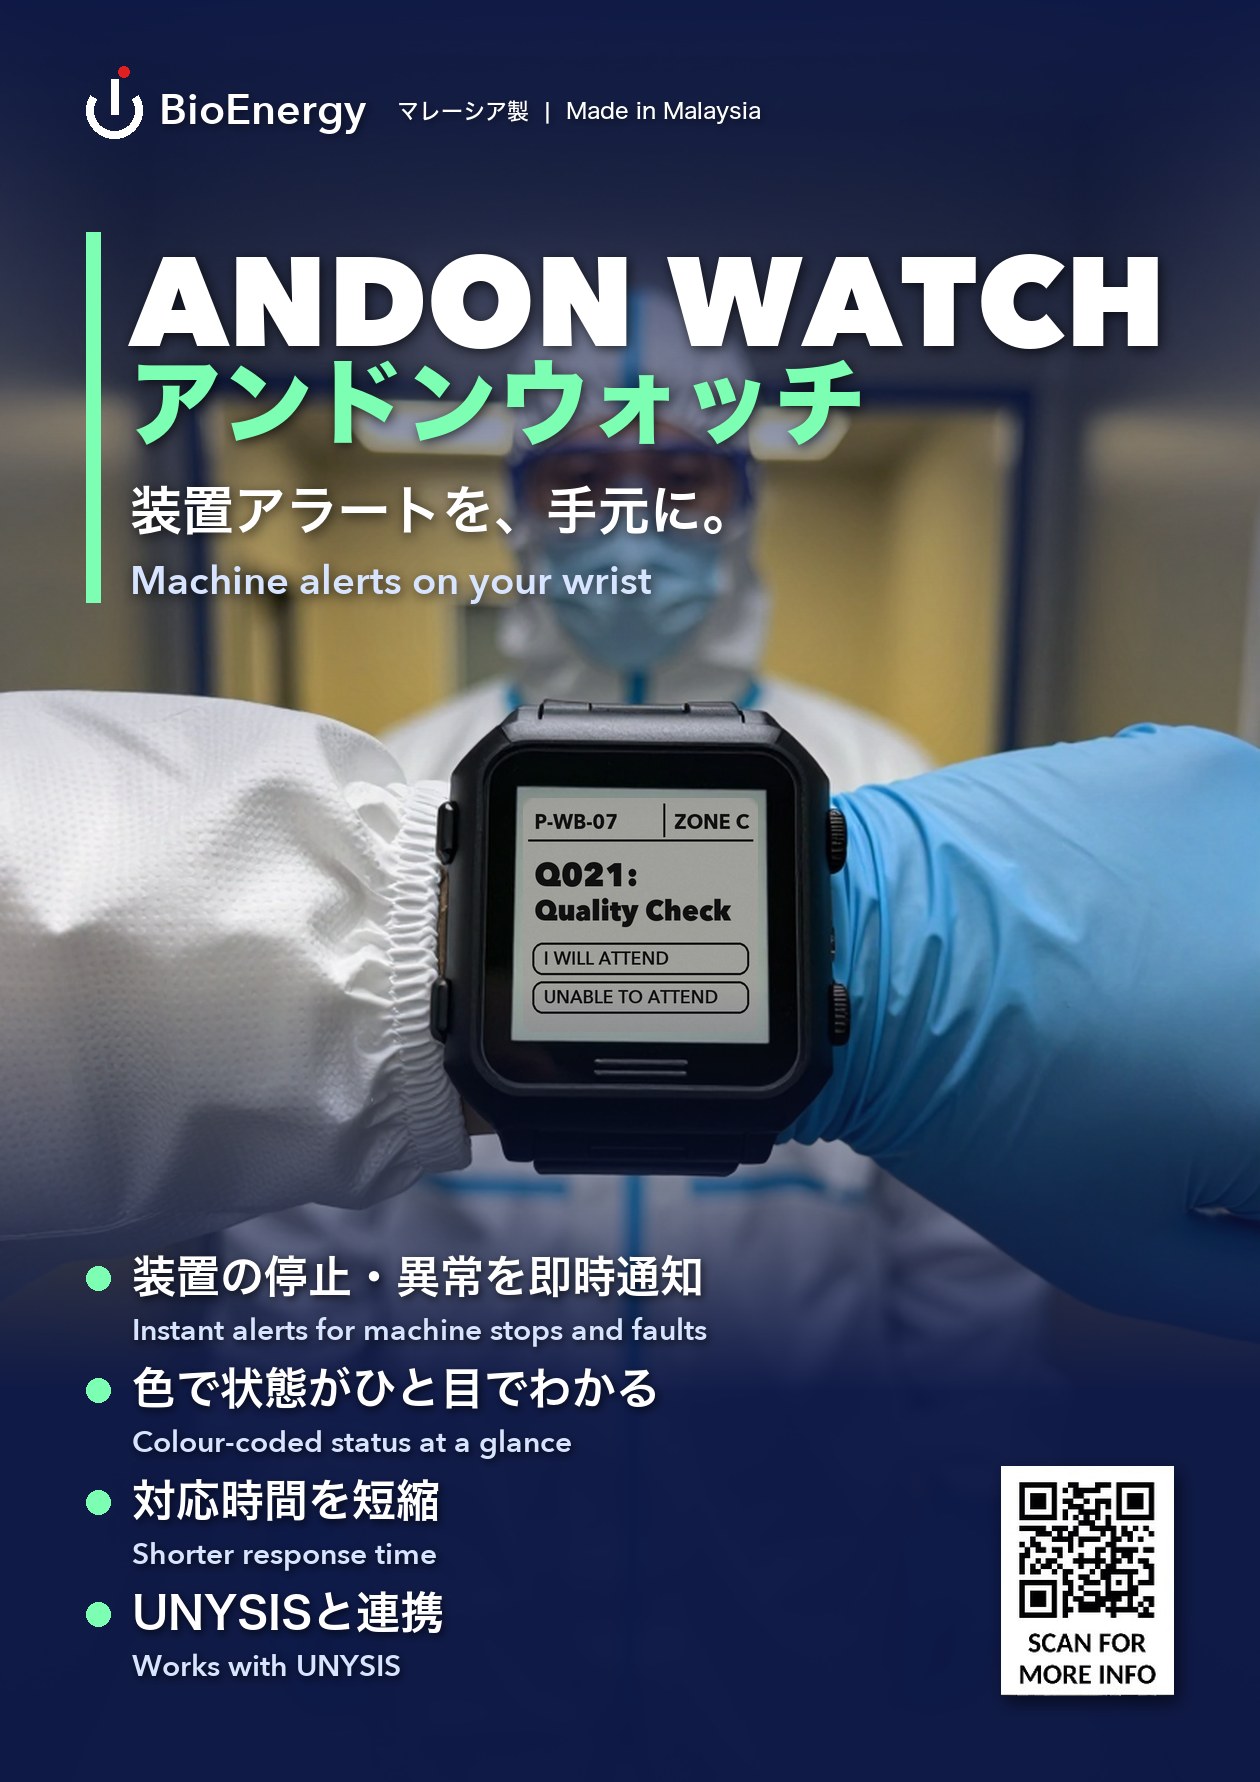 BioEnergy マレーシア製 | Made in Malaysia
ANDON WATCH
アンドンウォッチ
装置アラートを、手元に。
Machine alerts on your wrist
P-WB-07 | ZONE C
Q021:
Quality Check
I WILL ATTEND
UNABLE TO ATTEND
装置の停止・異常を即時通知
Instant alerts for machine stops and faults
色で状態がひと目でわかる
Colour-coded status at a glance
対応時間を短縮
Shorter response time
UNYSISと連携
Works with UNYSIS
SCAN FOR
MORE INFO